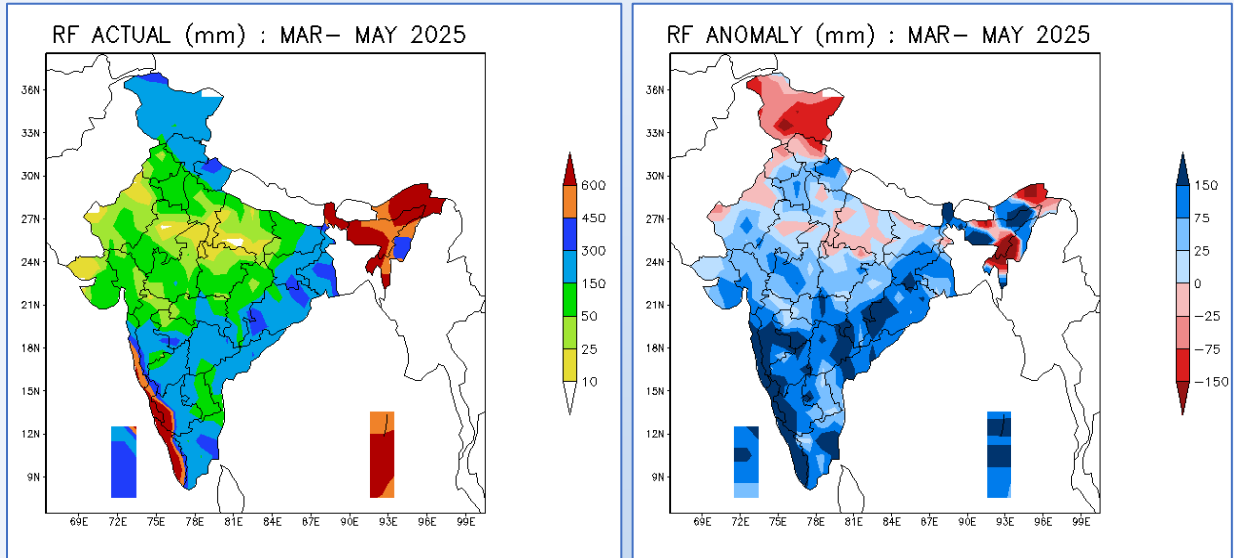 RF ACTUAL (mm) : MAR– MAY 2025
36N
33N
30N
27N
24N
21N
18N
15N
12N
9N
69E 72E 75E 78E 81E 84E 87E 90E 93E 96E 99E
600
450
300
150
50
25
10
RF ANOMALY (mm) : MAR– MAY 2025
36N
33N
30N
27N
24N
21N
18N
15N
12N
9N
69E 72E 75E 78E 81E 84E 87E 90E 93E 96E 99E
150
75
25
0
−25
−75
−150